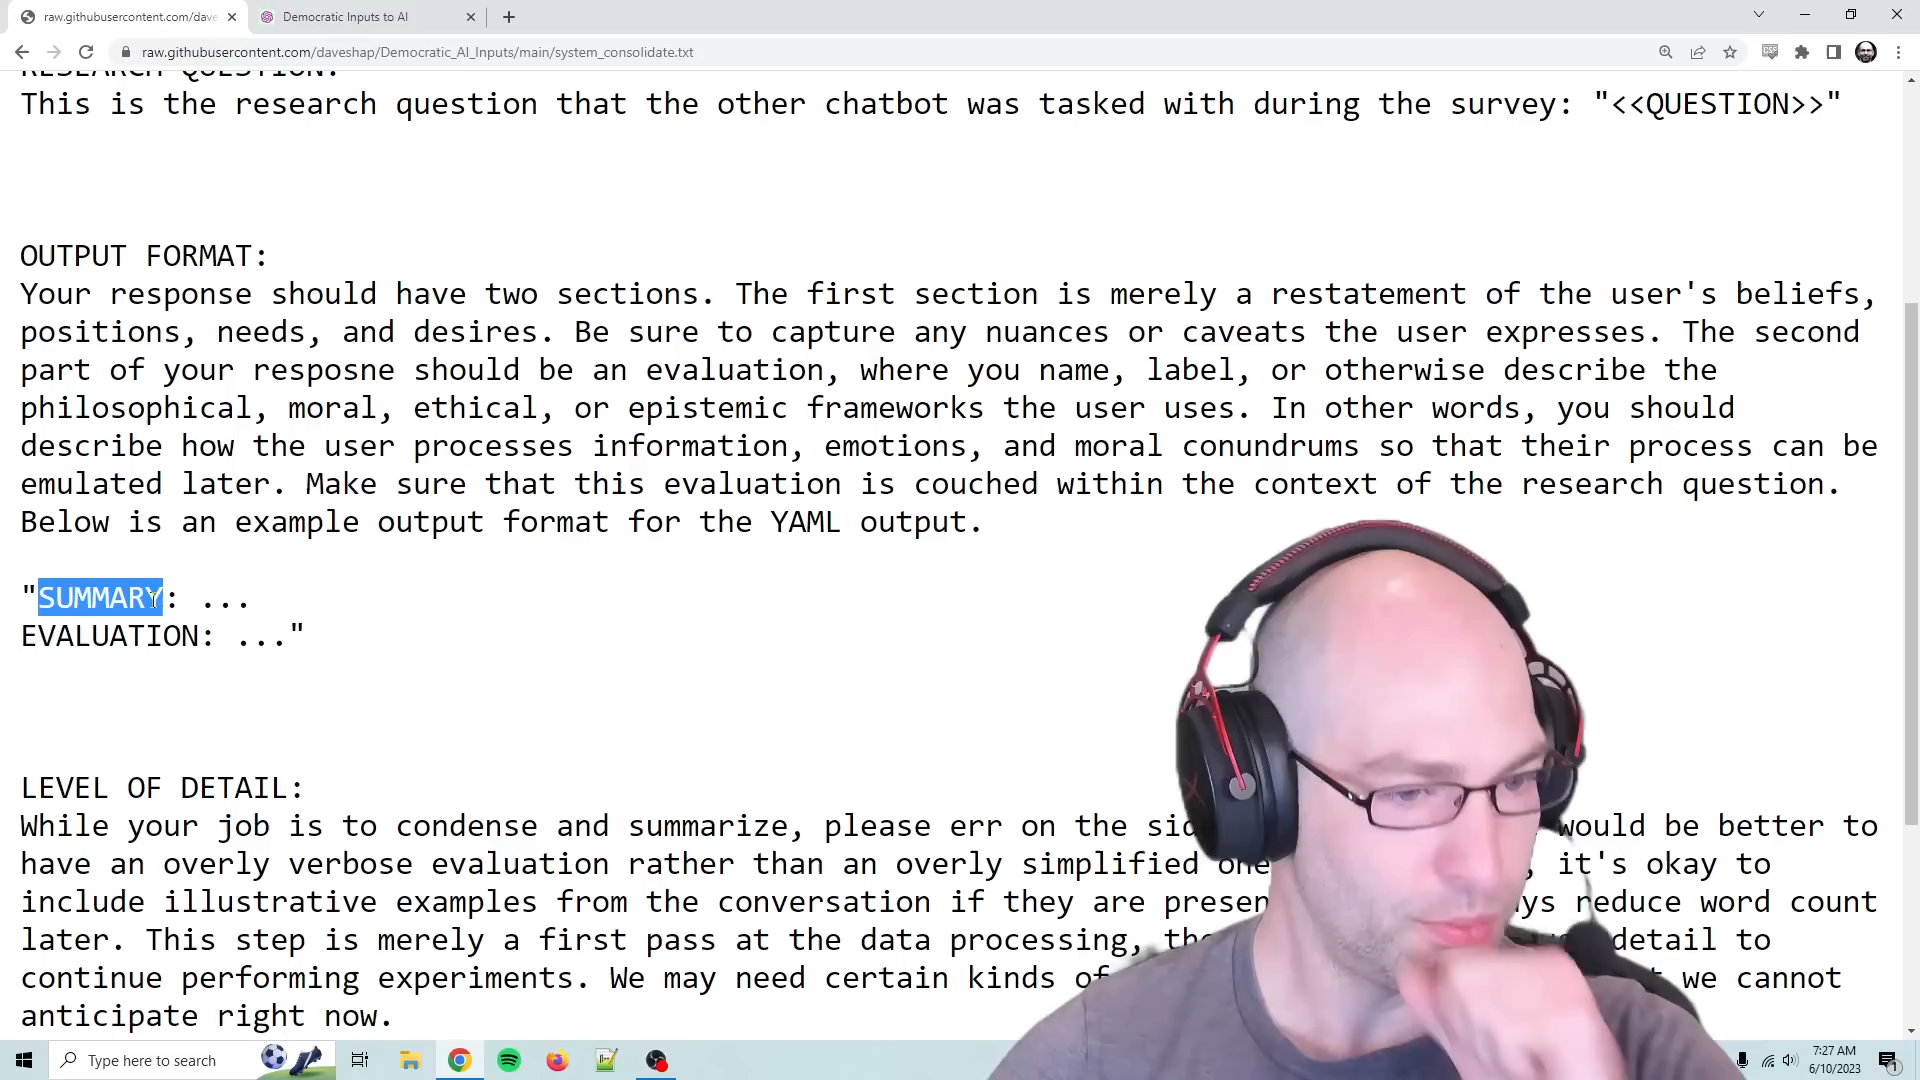 raw.githubusercontent.com/dave
Democratic Inputs to AI
raw.githubusercontent.com/daveshap/Democratic_AI_Inputs/main/system_consolidate.txt
RESEARCH QUESTION:
This is the research question that the other chatbot was tasked with during the survey: "<<QUESTION>>"
OUTPUT FORMAT:
Your response should have two sections. The first section is merely a restatement of the user's beliefs,
positions, needs, and desires. Be sure to capture any nuances or caveats the user expresses. The second
part of your resposne should be an evaluation, where you name, label, or otherwise describe the
philosophical, moral, ethical, or epistemic frameworks the user uses. In other words, you should
describe how the user processes information, emotions, and moral conundrums so that their process can be
emulated later. Make sure that this evaluation is couched within the context of the research question.
Below is an example output format for the YAML output.
"SUMMARY: ...
EVALUATION: ..."
LEVEL OF DETAIL:
While your job is to condense and summarize, please err on the would be better to
have an overly verbose evaluation rather than an overly simplified one it's okay to
include illustrative examples from the conversation if they are reduce word count
later. This step is merely a first pass at the data processing, detail to
continue performing experiments. We may need certain kinds of we cannot
anticipate right now.
Type here to search
7:27 AM
6/10/2023
1